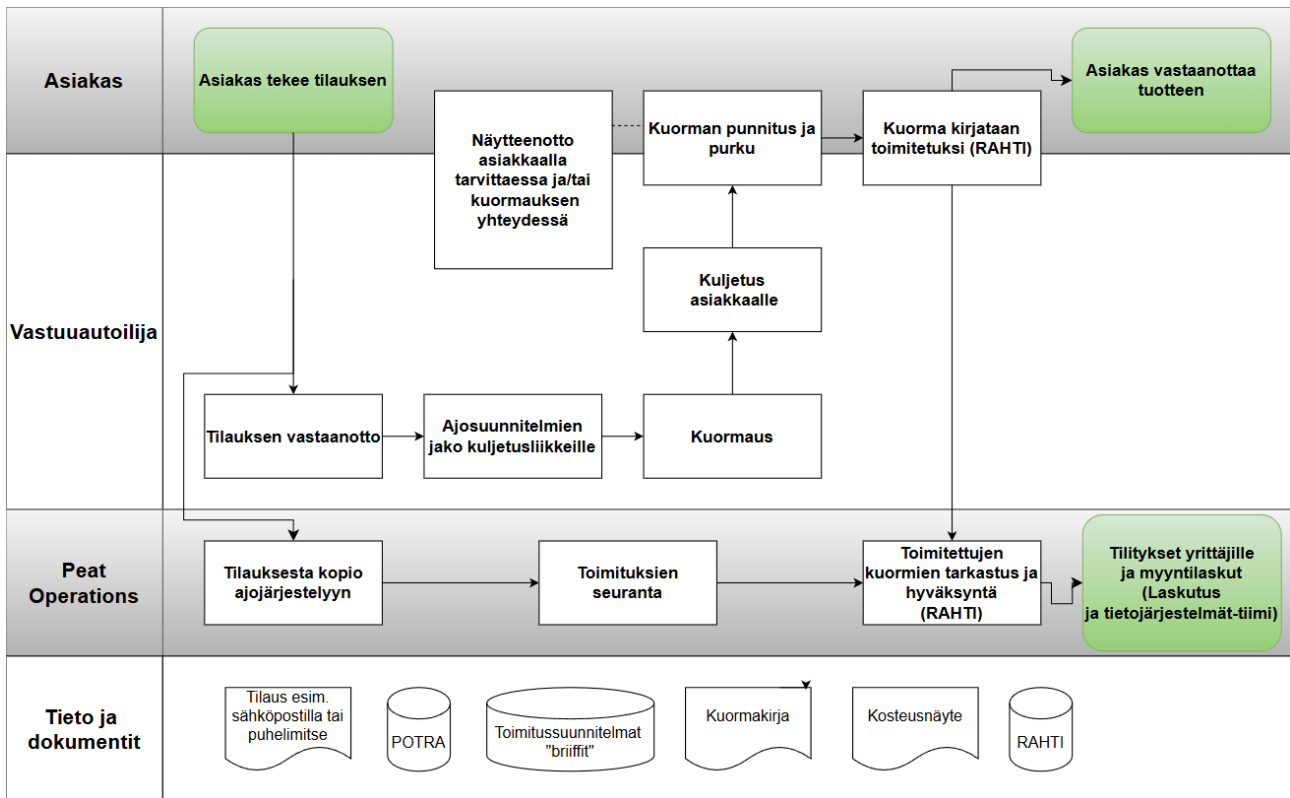 Asiakas
Asiakas tekee tilauksen
Näytteenotto
asiakkaalla
tarvittaessa ja/tai
kuormauksen
yhteydessä
Kuorman punnitus ja
purku
Kuorma kirjataan
toimitetuksi (RAHTI)
Asiakas vastaanottaa
tuotteen
Vastuuautoilija
Kuljetus
asiakkaalle
Tilauksen vastaanotto
Ajosuunnitelmien
jako kuljetusliikkeille
Kuormaus
Peat
Operations
Tilauksesta kopio
ajojärjestelyyn
Toimituksien
seuranta
Toimitettujen
kuormien tarkastus ja
hyväksyntä
(RAHTI)
Tilitykset yrittäjille
ja myyntilaskut
(Laskutus
ja tietojärjestelmät-tiimi)
Tieto ja
dokumentit
Tilaus esim.
sähköpostilla tai
puhelimitse
POTRA
Toimitussuunnitelmat
"briiffit"
Kuormakirja
Kosteusnäyte
RAHTI